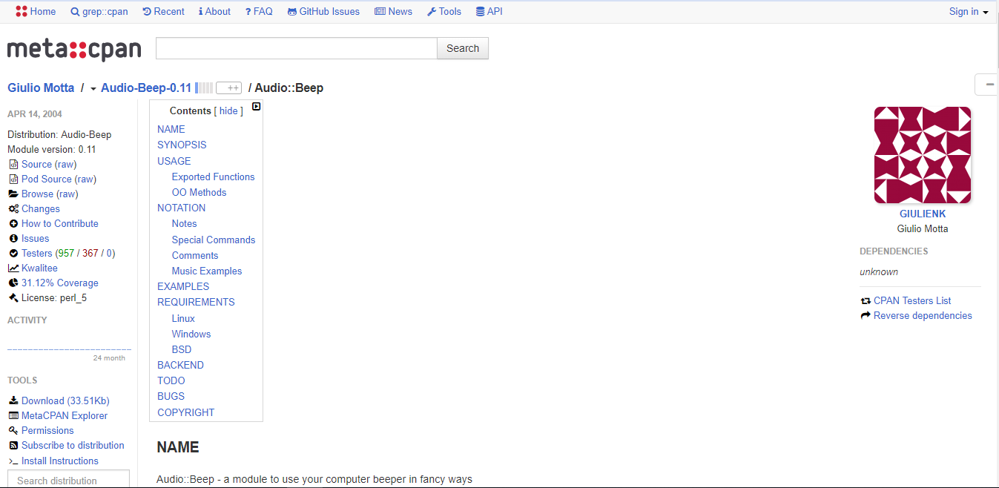 Home grep::cpan Recent About FAQ GitHub Issues News Tools API Sign in
meta::cpan Search
Giulio Motta / Audio-Beep-0.11 ++ / Audio::Beep
APR 14, 2004
Distribution: Audio-Beep
Module version: 0.11
Source (raw)
Pod Source (raw)
Browse (raw)
Changes
How to Contribute
Issues
Testers (957 / 367 / 0)
Kwalitee
31.12% Coverage
License: perl_5
ACTIVITY
24 month
TOOLS
Download (33.51Kb)
MetaCPAN Explorer
Permissions
Subscribe to distribution
>_ Install Instructions
Search distribution
Contents [ hide ]
NAME
SYNOPSIS
USAGE
Exported Functions
OO Methods
NOTATION
Notes
Special Commands
Comments
Music Examples
EXAMPLES
REQUIREMENTS
Linux
Windows
BSD
BACKEND
TODO
BUGS
COPYRIGHT
NAME
Audio::Beep - a module to use your computer beeper in fancy ways
GIULIENK
Giulio Motta
DEPENDENCIES
unknown
CPAN Testers List
Reverse dependencies